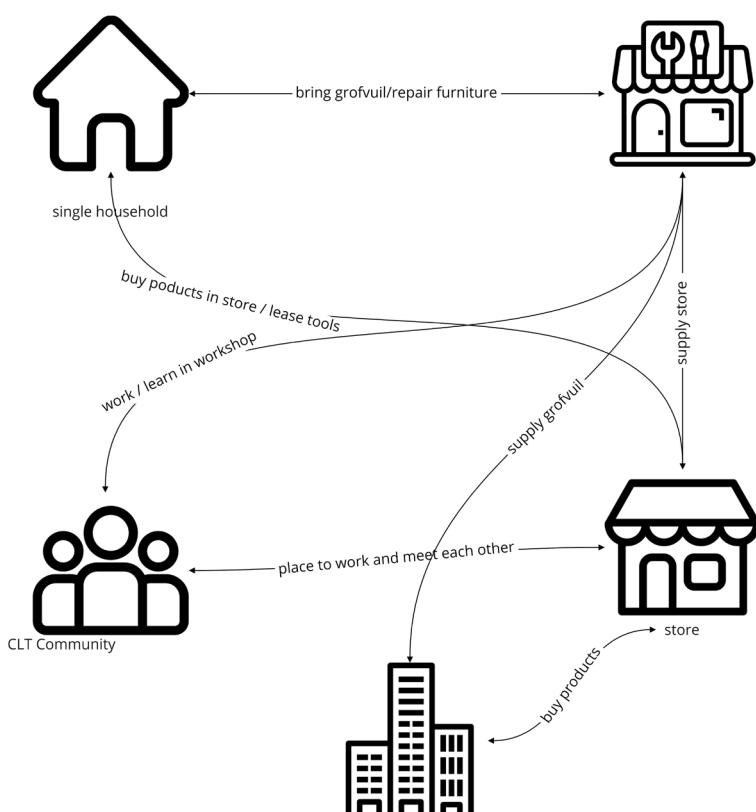 bring grofvuil/repair furniture
single household
buy poducts in store / lease tools
supply store
work / learn in workshop
supply grofvuil
place to work and meet each other
CLT Community
store
buy products